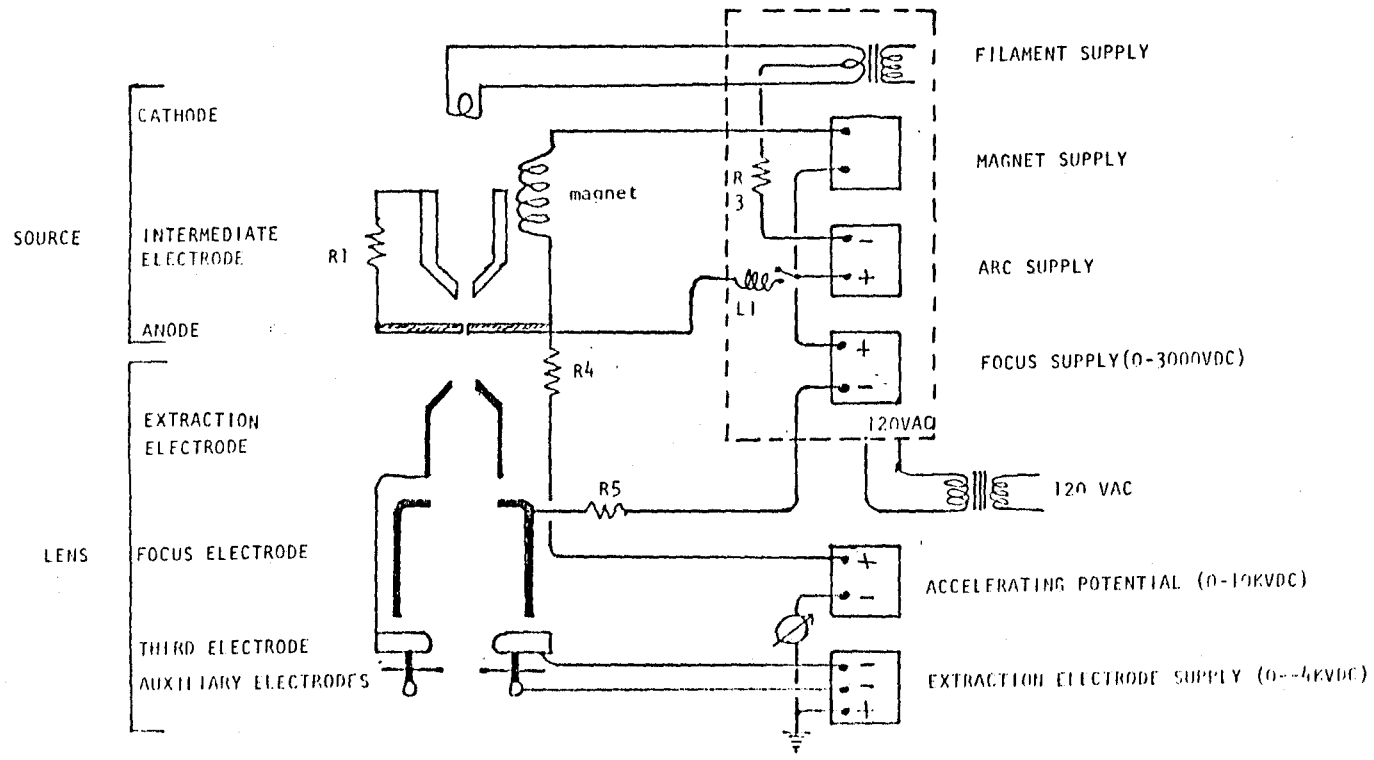 FILAMENT SUPPLY
CATHODE
MAGNET SUPPLY
R
3
magnet
SOURCE
INTERMEDIATE
ELECTRODE
R1
-
ARC SUPPLY
+
L1
ANODE
+
FOCUS SUPPLY(0-3000VDC)
R4
-
EXTRACTION
ELECTRODE
120VAC
R5
120 VAC
LENS
FOCUS ELECTRODE
+
ACCELERATING POTENTIAL (0-10KVDC)
-
THIRD ELECTRODE
AUXILIARY ELECTRODES
-
-
+
EXTRACTION ELECTRODE SUPPLY (0--4KVDC)